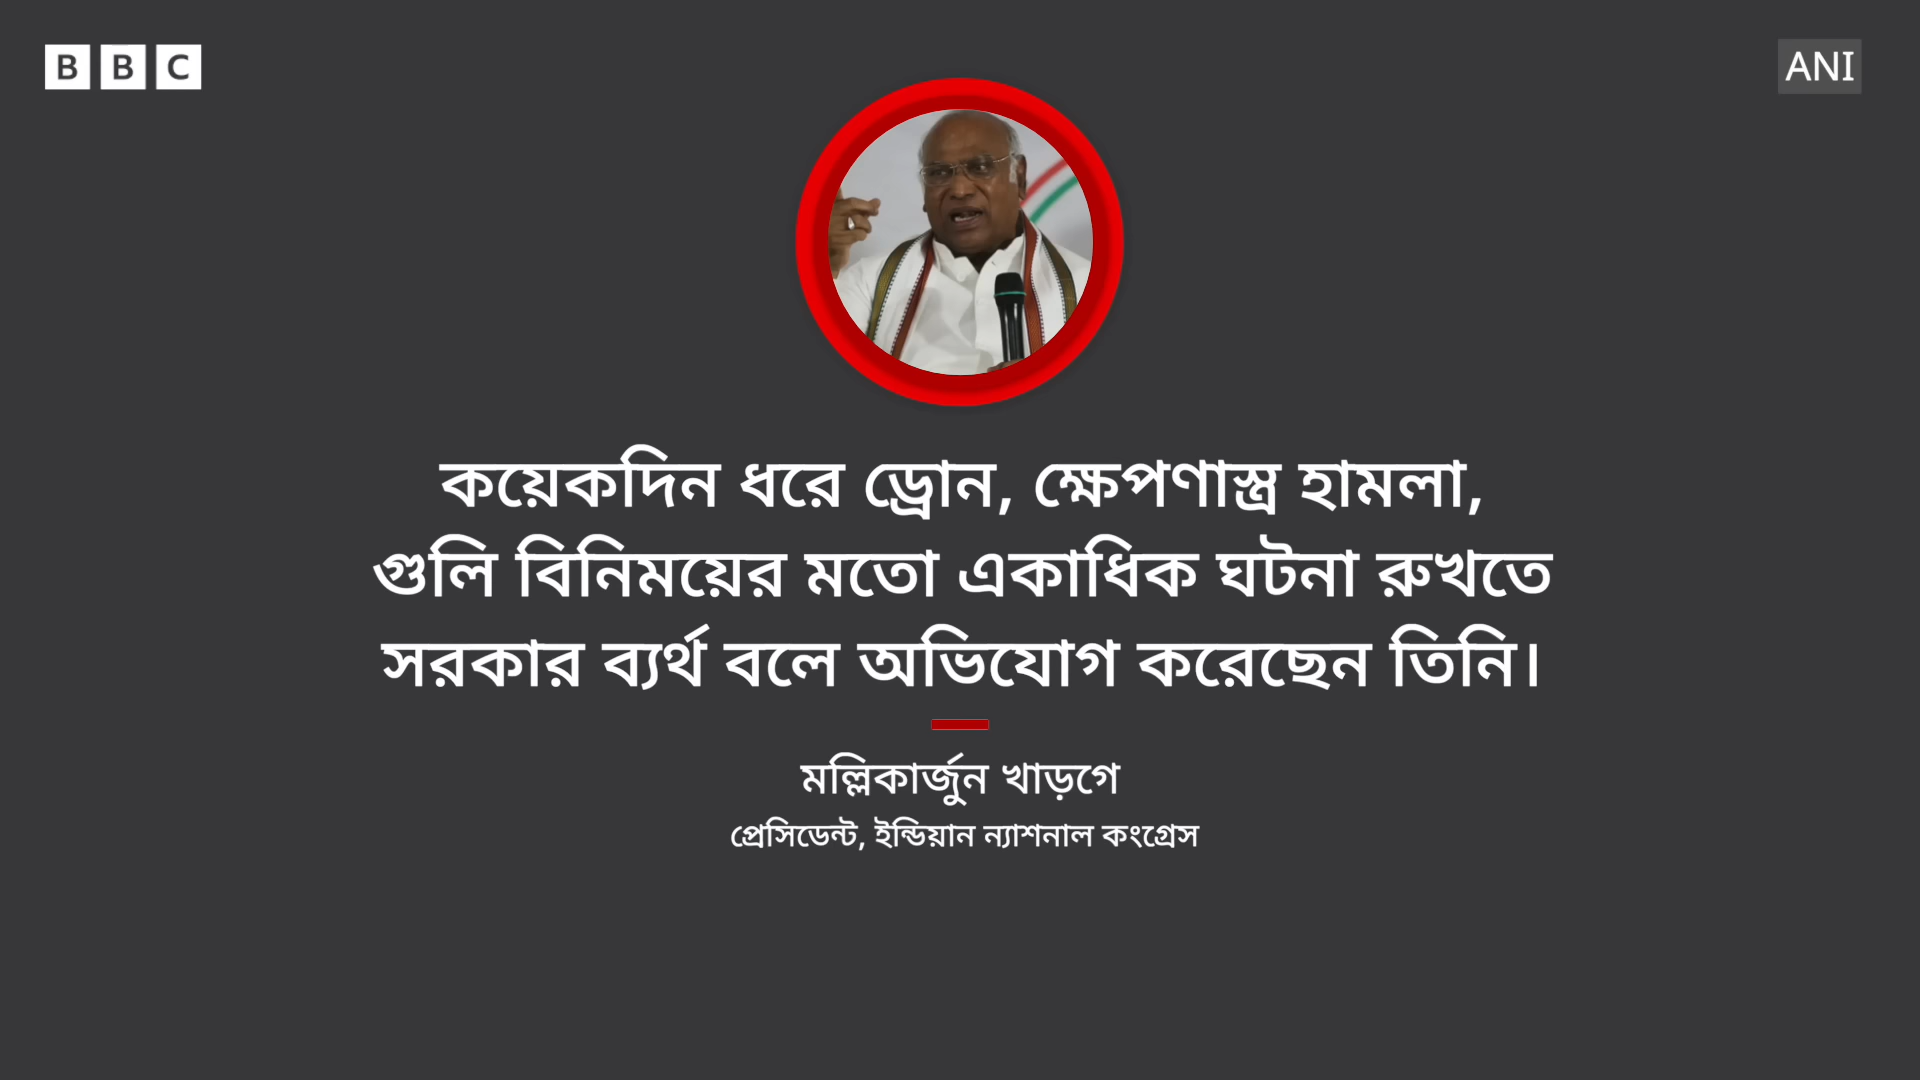 BBC
ANI
কয়েকদিন ধরে ড্রোন, ক্ষেপণাস্ত্র হামলা,
গুলি বিনিময়ের মতো একাধিক ঘটনা রুখতে
সরকার ব্যর্থ বলে অভিযোগ করেছেন তিনি।
মল্লিকার্জুন খাড়গে
প্রেসিডেন্ট, ইন্ডিয়ান ন্যাশনাল কংগ্রেস